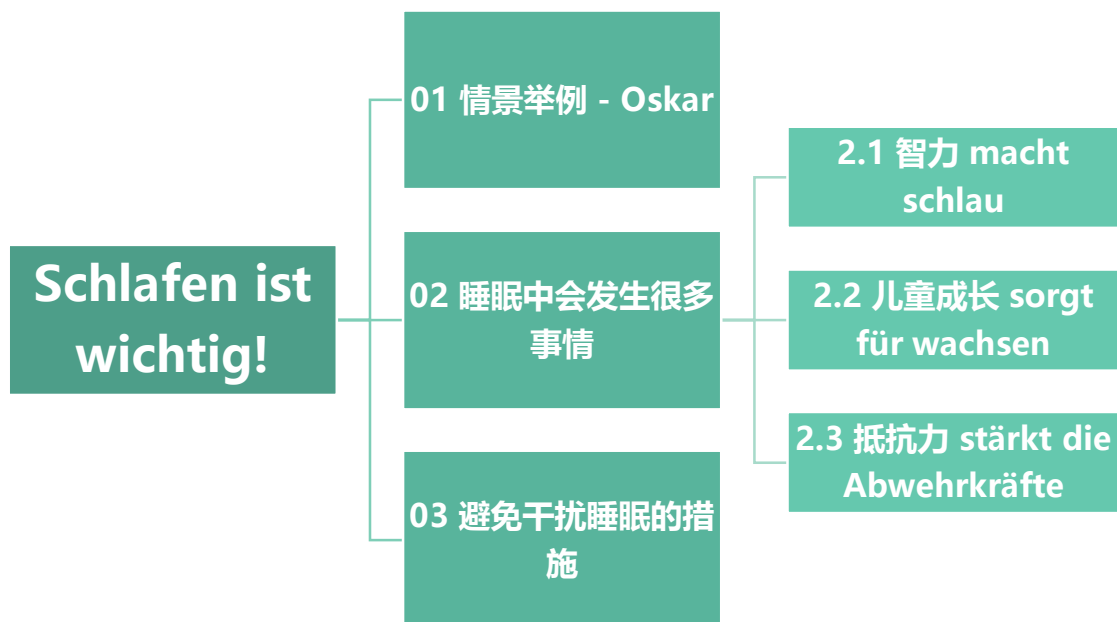 Schlafen ist
wichtig!
01 情景举例 - Oskar
02 睡眠中会发生很多
事情
2.1 智力 macht
schlau
2.2 儿童成长 sorgt
für wachsen
2.3 抵抗力 stärkt die
Abwehrkräfte
03 避免干扰睡眠的措
施